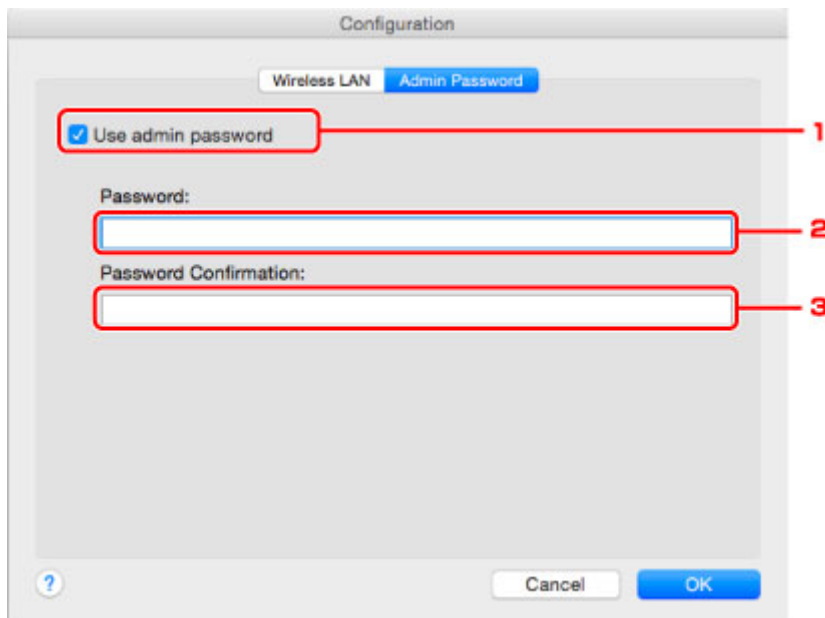 Configuration
Wireless LAN Admin Password
Use admin password 1
Password:
2
Password Confirmation:
3
? Cancel OK